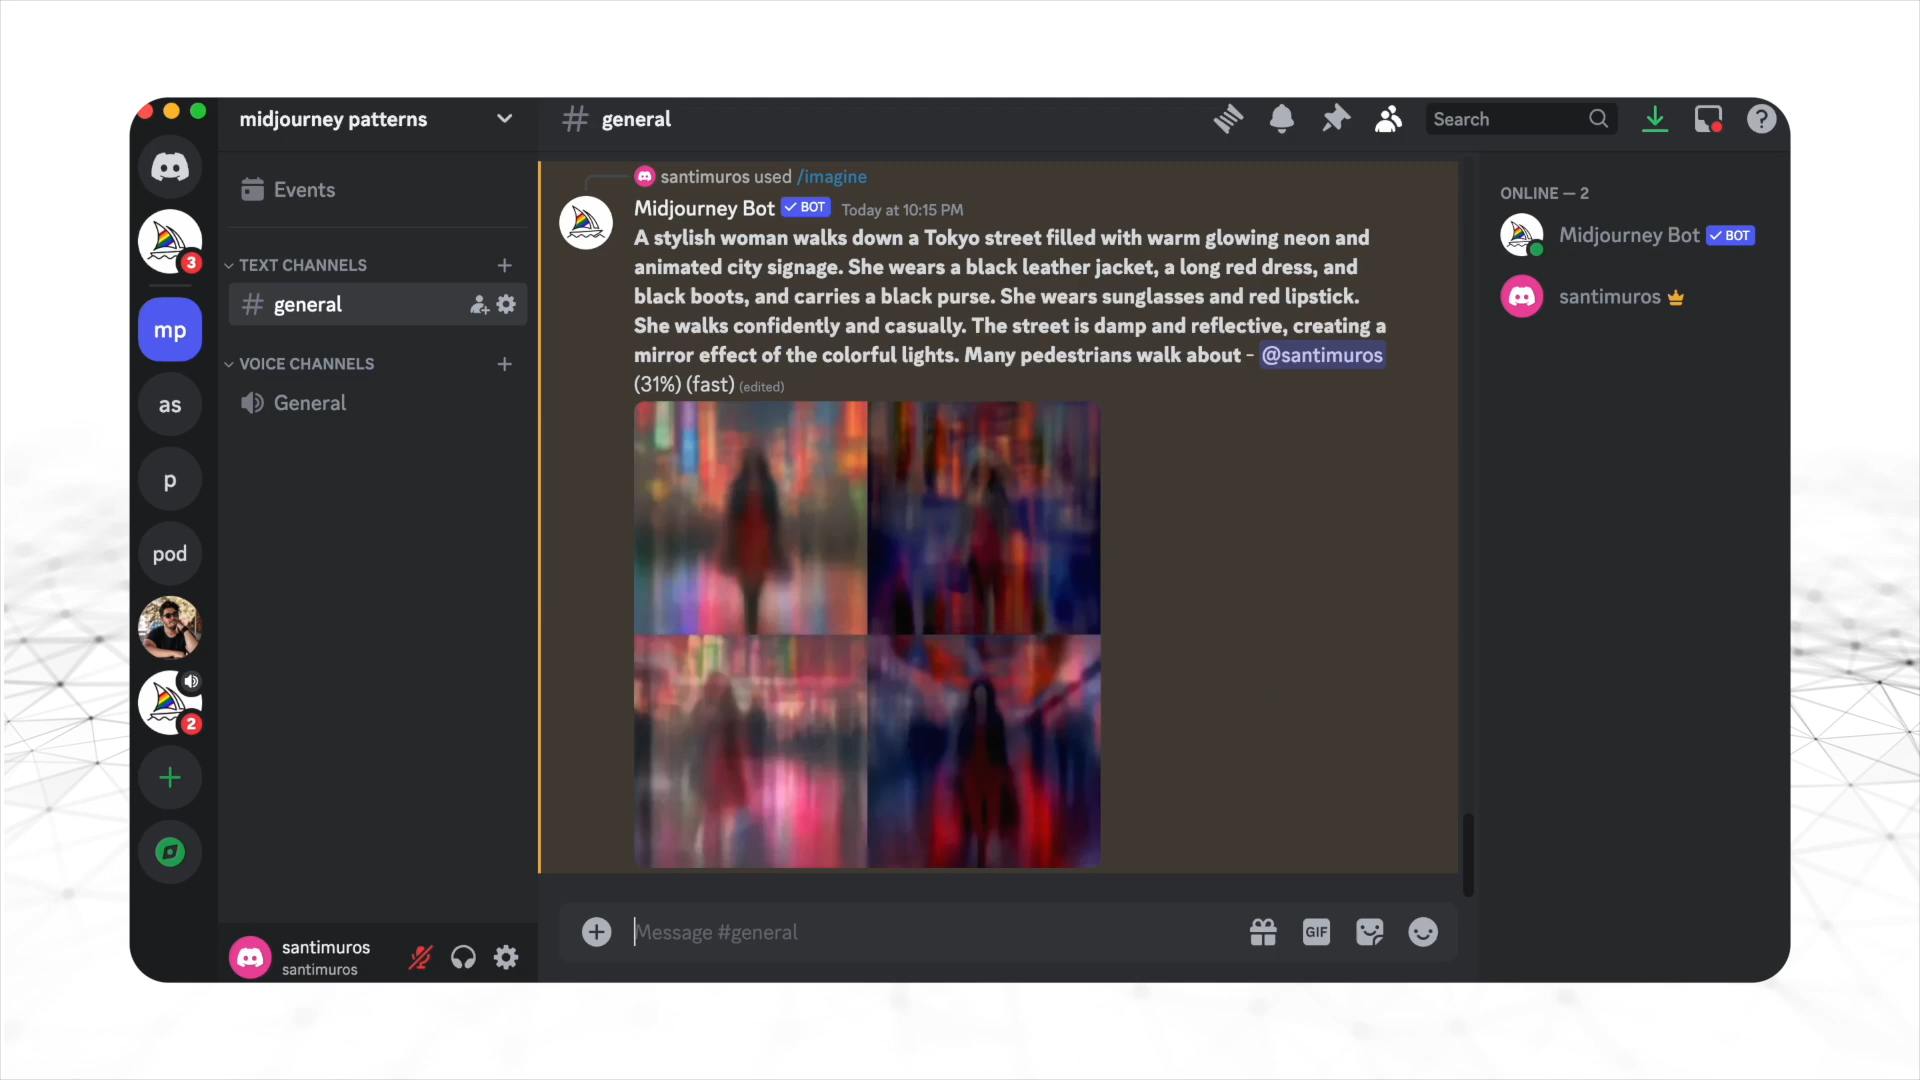 midjourney patterns
general
Search
Events
TEXT CHANNELS
general
VOICE CHANNELS
General
3
mp
as
p
pod
2
santimuros
santimuros
santimuros used /imagine
Midjourney Bot BOT Today at 10:15 PM
A stylish woman walks down a Tokyo street filled with warm glowing neon and
animated city signage. She wears a black leather jacket, a long red dress, and
black boots, and carries a black purse. She wears sunglasses and red lipstick.
She walks confidently and casually. The street is damp and reflective, creating a
mirror effect of the colorful lights. Many pedestrians walk about - @santimuros
(31%) (fast) (edited)
Message #general
GIF
ONLINE — 2
Midjourney Bot BOT
santimuros